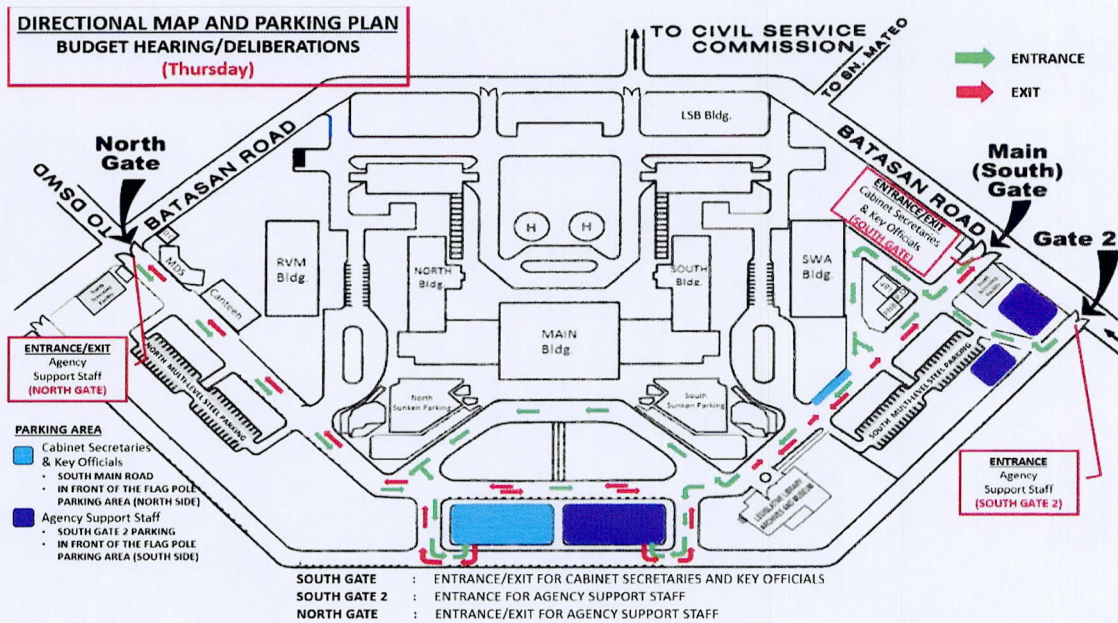 DIRECTIONAL MAP AND PARKING PLAN
BUDGET HEARING/DELIBERATIONS
(Thursday)
TO CIVIL SERVICE
COMMISSION
TO SN. MATEO
ENTRANCE
EXIT
LSB Bldg.
North
Gate
BATASAN ROAD
TO DSWD
BATASAN ROAD
Main
(South)
Gate
ENTRANCE/EXIT
Cabinet Secretaries
& Key Officials
(SOUTH GATE)
Gate 2
MDS
Canteen
RVM
Bldg.
NORTH
Bldg.
H
H
SOUTH
Bldg.
SWA
Bldg.
MAIN
Bldg.
ENTRANCE/EXIT
Agency
Support Staff
(NORTH GATE)
NORTH MULTI-LEVEL STEEL PARKING
North
Sunken Parking
South
Sunken Parking
SOUTH MULTI-LEVEL STEEL PARKING
PARKING AREA
Cabinet Secretaries
& Key Officials
• SOUTH MAIN ROAD
• IN FRONT OF THE FLAG POLE
PARKING AREA (NORTH SIDE)
Agency Support Staff
• SOUTH GATE 2 PARKING
• IN FRONT OF THE FLAG POLE
PARKING AREA (SOUTH SIDE)
LEGISLATIVE LIBRARY
ARCHIVES AND MUSEUM
ENTRANCE
Agency
Support Staff
(SOUTH GATE 2)
SOUTH GATE : ENTRANCE/EXIT FOR CABINET SECRETARIES AND KEY OFFICIALS
SOUTH GATE 2 : ENTRANCE FOR AGENCY SUPPORT STAFF
NORTH GATE : ENTRANCE/EXIT FOR AGENCY SUPPORT STAFF